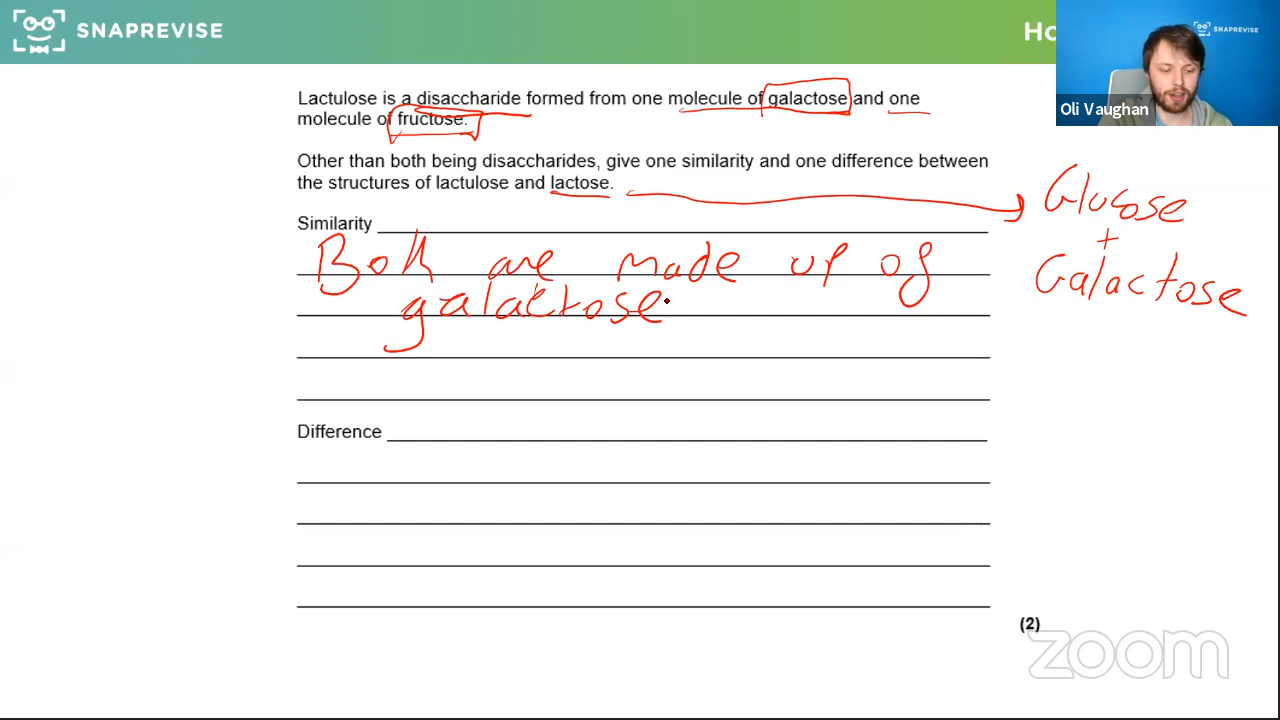 SNAPREVISE
Ho
SNAPREVISE
Oli Vaughan
Lactulose is a disaccharide formed from one molecule of galactose and one
molecule of fructose.
Other than both being disaccharides, give one similarity and one difference between
the structures of lactulose and lactose.
Glucose
+
Galactose
Similarity
Both are made up of
galactose
Difference
(2)
zoom